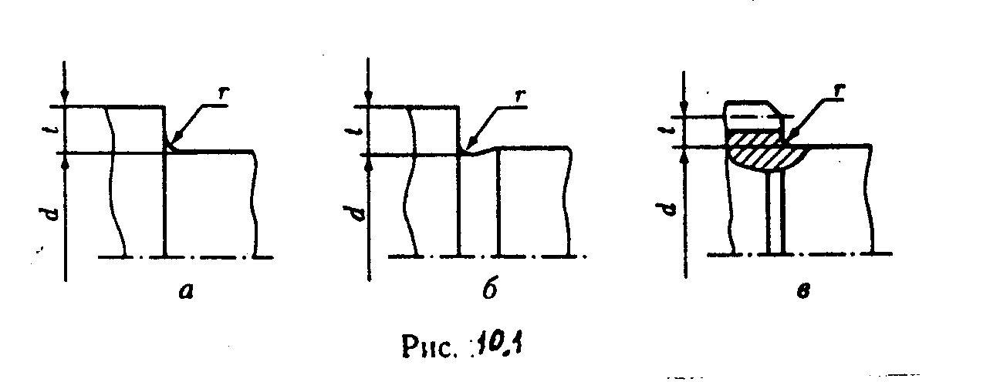 r r r
t t t
d d d
а б в
Рис. 10.1